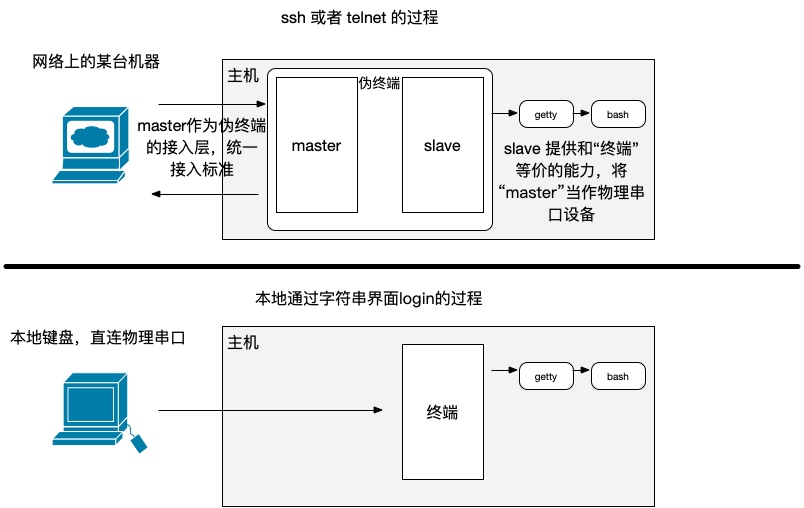 ssh 或者 telnet 的过程
网络上的某台机器
主机
伪终端
master作为伪终端
的接入层，统一
接入标准
master
slave
getty
bash
slave 提供和“终端”
等价的能力，将
“master”当作物理串
口设备
本地通过字符串界面login的过程
本地键盘，直连物理串口
主机
终端
getty
bash